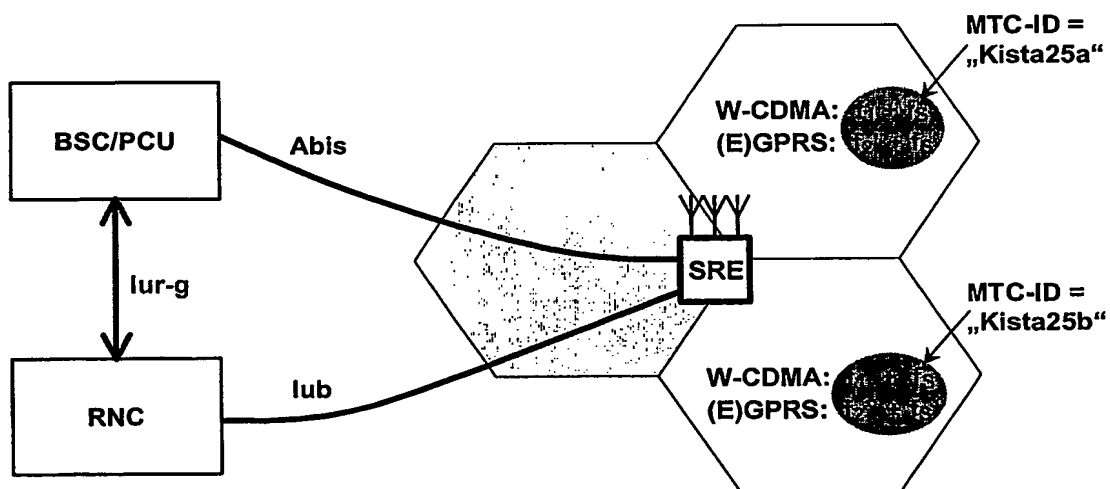 MTC-ID =
„Kista25a“
W-CDMA:
(E)GPRS:
BSC/PCU
Abis
SRE
Iur-g
MTC-ID =
„Kista25b“
Iub
W-CDMA:
(E)GPRS:
RNC